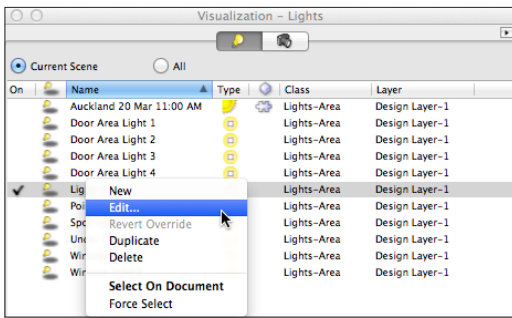 Visualization – Lights
Current Scene All
On Name Type Class Layer
Auckland 20 Mar 11:00 AM Lights-Area Design Layer-1
Door Area Light 1 Lights-Area Design Layer-1
Door Area Light 2 Lights-Area Design Layer-1
Door Area Light 3 Lights-Area Design Layer-1
Door Area Light 4 Lights-Area Design Layer-1
Lig New Lights-Area Design Layer-1
Poi Edit... Lights-Area Design Layer-1
Spo Revert Override Lights-Area Design Layer-1
Duplicate Lights-Area Design Layer-1
Win Delete Lights-Area Design Layer-1
Lights-Area Design Layer-1
Select On Document
Force Select